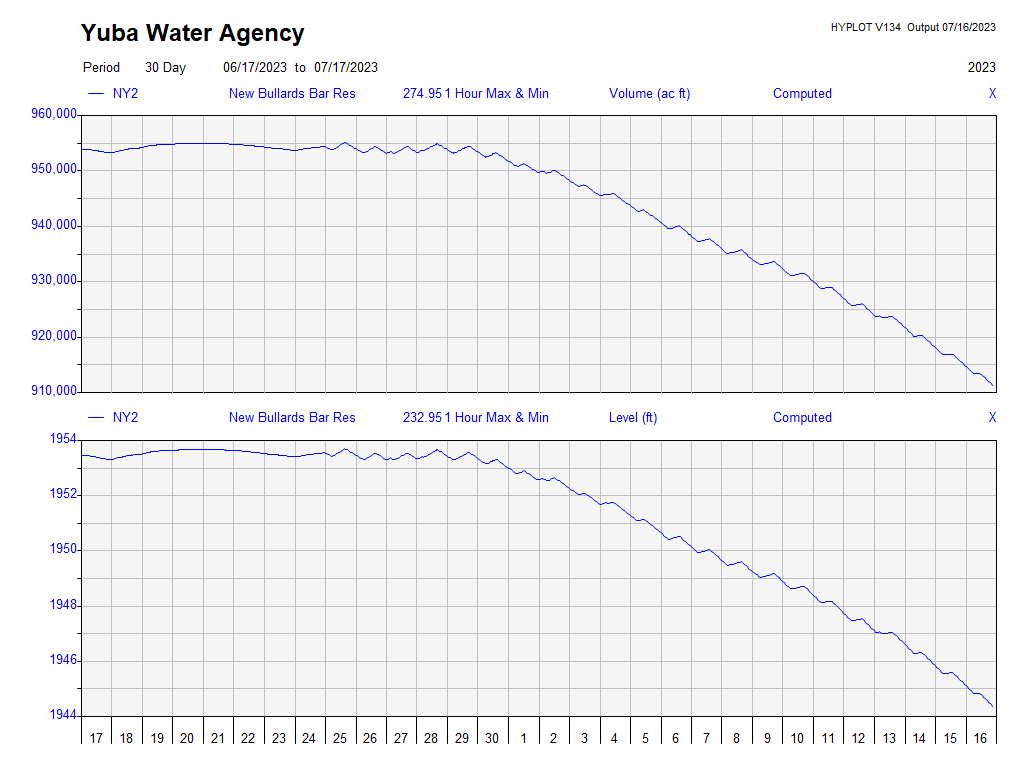 Yuba Water Agency
HYPLOT V134 Output 07/16/2023
Period 30 Day 06/17/2023 to 07/17/2023 2023
NY2 New Bullards Bar Res 274.95 1 Hour Max & Min Volume (ac ft) Computed X
960,000
950,000
940,000
930,000
920,000
910,000
NY2 New Bullards Bar Res 232.95 1 Hour Max & Min Level (ft) Computed X
1954
1952
1950
1948
1946
1944
17 18 19 20 21 22 23 24 25 26 27 28 29 30 1 2 3 4 5 6 7 8 9 10 11 12 13 14 15 16